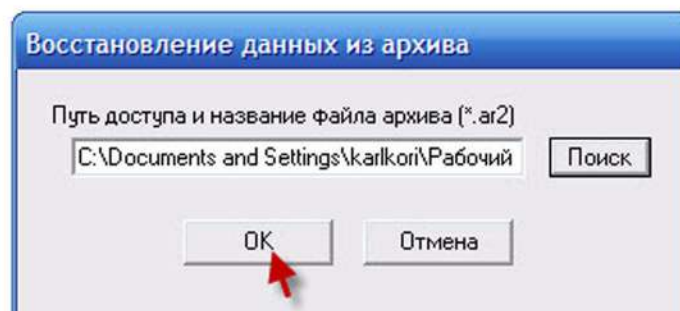 Восстановление данных из архива
Путь доступа и название файла архива (*.ar2)
C:\Documents and Settings\karlkori\Рабочий Поиск
OK Отмена